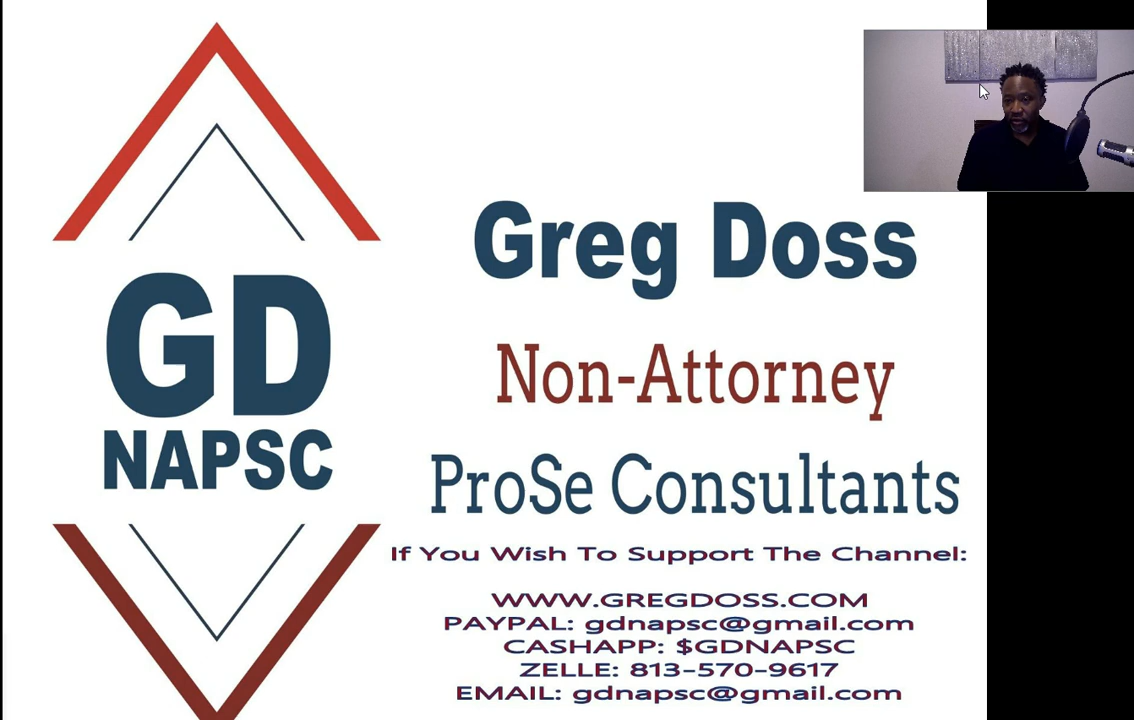 GD
NAPSC
Greg Doss
Non-Attorney
ProSe Consultants
If You Wish To Support The Channel:
WWW.GREGDOSS.COM
PAYPAL: gdnapsc@gmail.com
CASHAPP: $GDNAPSC
ZELLE: 813-570-9617
EMAIL: gdnapsc@gmail.com